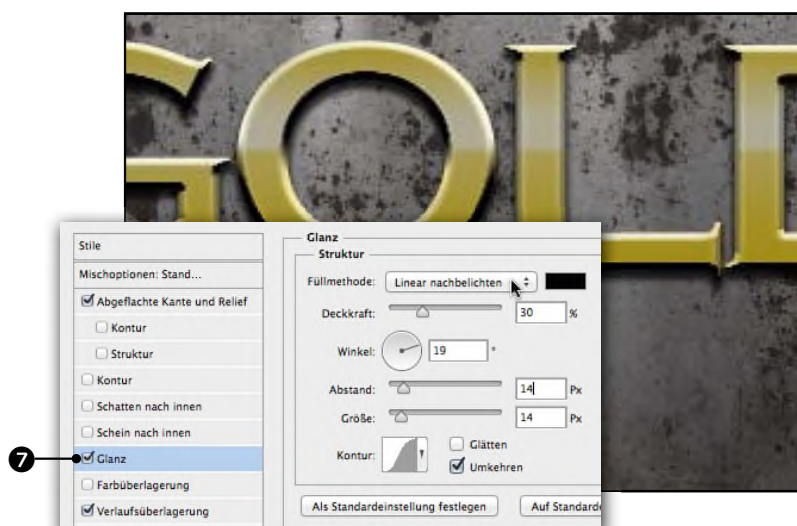 GOLD
Stile
Mischoptionen: Stand...
Abgeflachte Kante und Relief
Kontur
Struktur
Kontur
Schatten nach innen
Schein nach innen
7
Glanz
Farbüberlagerung
Verlaufsüberlagerung
Glanz
Struktur
Füllmethode: Linear nachbelichten
Deckkraft: 30 %
Winkel: 19 °
Abstand: 14 Px
Größe: 14 Px
Kontur:
Glätten
Umkehren
Als Standardeinstellung festlegen
Auf Standarde